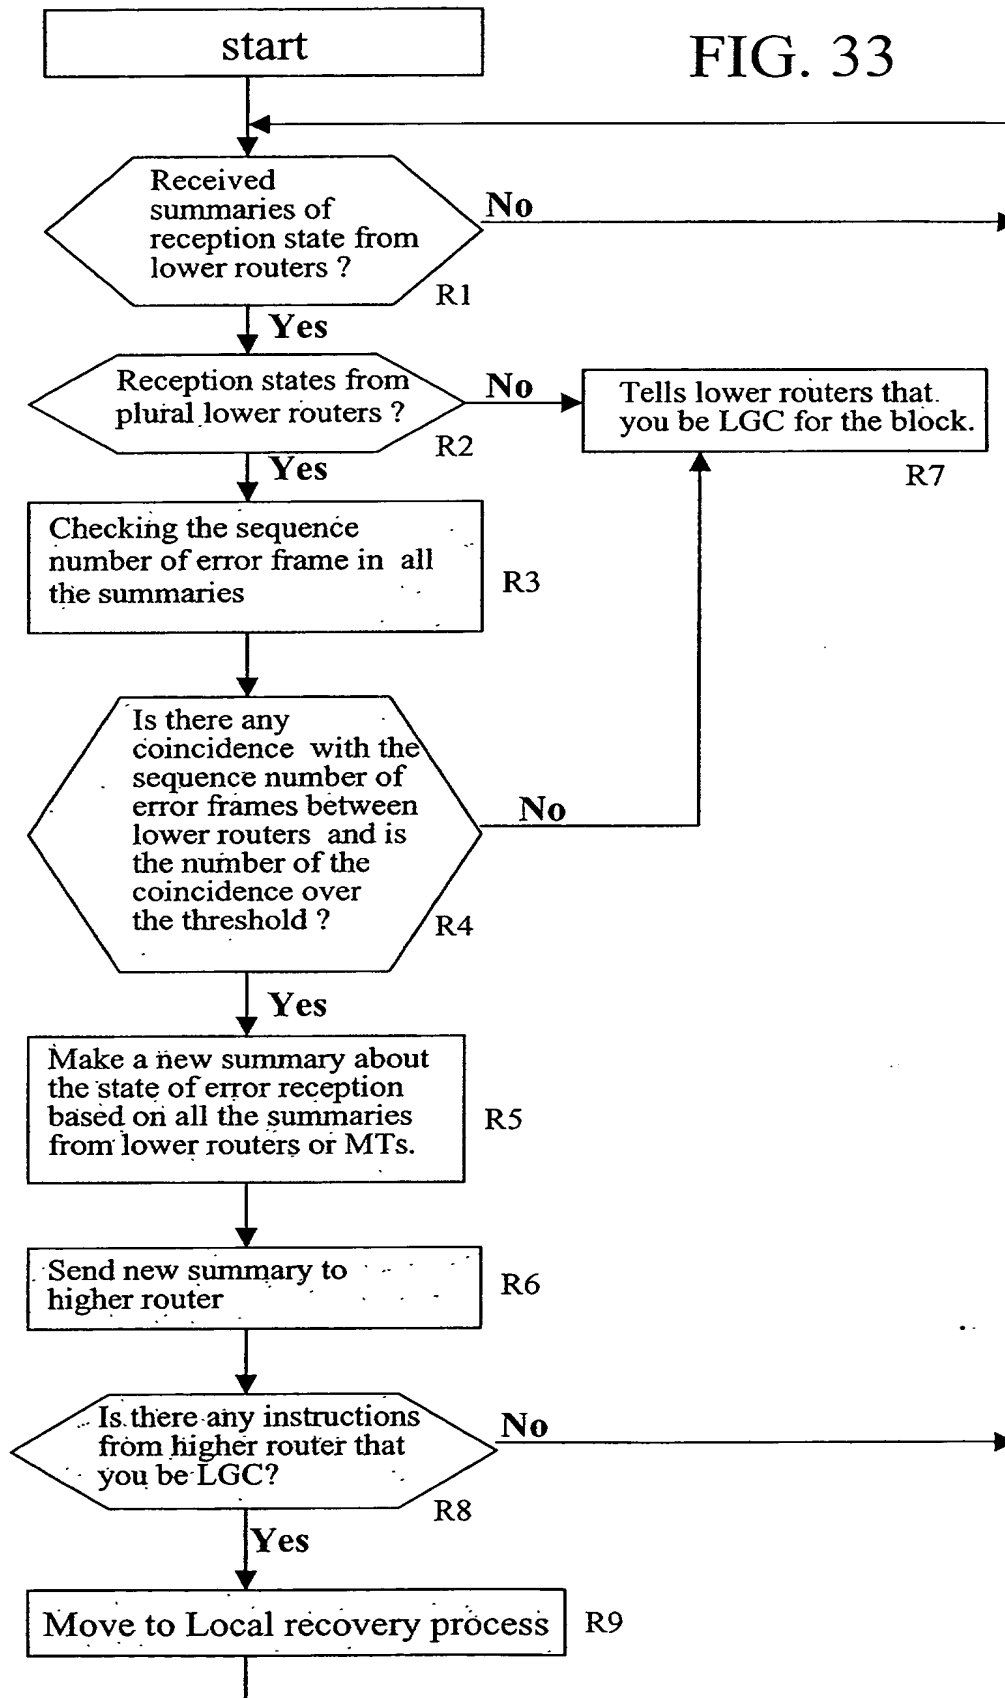 start
FIG. 33
Received
summaries of
reception state from
lower routers ?
No
R1
Yes
Reception states from
plural lower routers ?
No
R2
Tells lower routers that
you be LGC for the block.
R7
Yes
Checking the sequence
number of error frame in all
the summaries
R3
Is there any
coincidence with the
sequence number of
error frames between
lower routers and is
the number of the
coincidence over
the threshold ?
No
R4
Yes
Make a new summary about
the state of error reception
based on all the summaries
from lower routers or MTs.
R5
Send new summary to
higher router
R6
Is there any instructions
from higher router that
you be LGC?
No
R8
Yes
Move to Local recovery process
R9